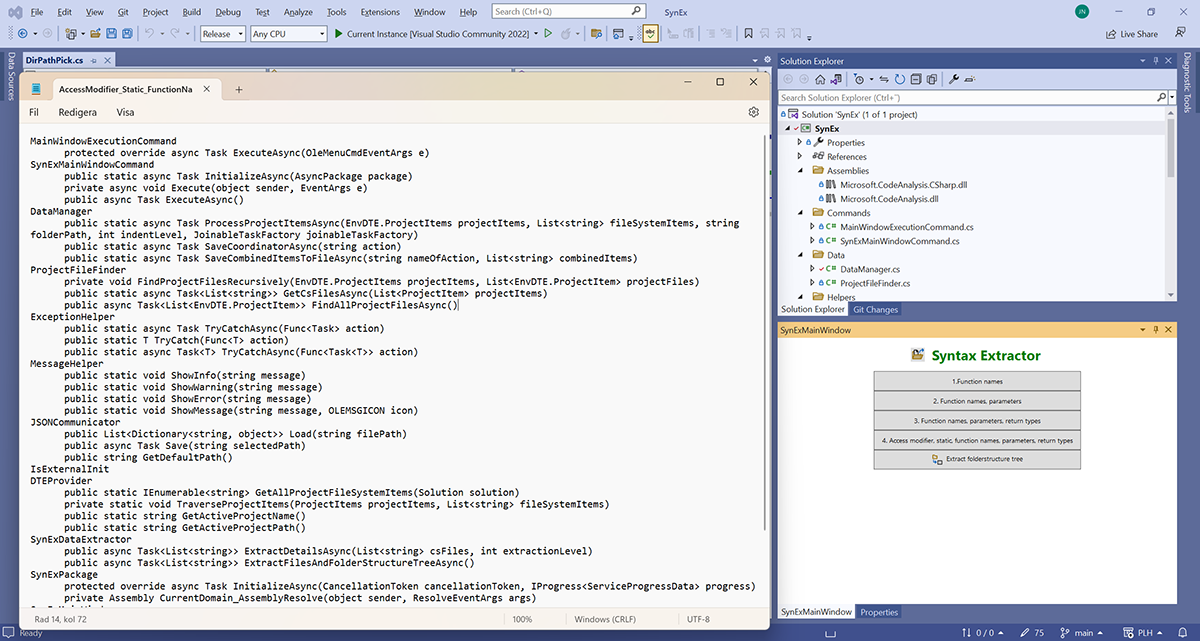 File Edit View Git Project Build Debug Test Analyze Tools Extensions Window Help Search (Ctrl+Q) SynEx JN
Release Any CPU Current Instance [Visual Studio Community 2022] Live Share
Data Sources
DirPathPick.cs
AccessModifier_Static_FunctionNa
Fil Redigera Visa
MainWindowExecutionCommand
protected override async Task ExecuteAsync(OleMenuCmdEventArgs e)
SynExMainWindowCommand
public static async Task InitializeAsync(AsyncPackage package)
private async void Execute(object sender, EventArgs e)
public async Task ExecuteAsync()
DataManager
public static async Task ProcessProjectItemsAsync(EnvDTE.ProjectItems projectItems, List<string> fileSystemItems, string
folderPath, int indentLevel, JoinableTaskFactory joinableTaskFactory)
public static async Task SaveCoordinatorAsync(string action)
public static async Task SaveCombinedItemsToFileAsync(string nameOfAction, List<string> combinedItems)
ProjectFileFinder
private void FindProjectFilesRecursively(EnvDTE.ProjectItems projectItems, List<EnvDTE.ProjectItem> projectFiles)
public static async Task<List<string>> GetCsFilesAsync(List<ProjectItem> projectItems)
public async Task<List<EnvDTE.ProjectItem>> FindAllProjectFilesAsync()
ExceptionHelper
public static async Task TryCatchAsync(Func<Task> action)
public static T TryCatch(Func<T> action)
public static async Task<T> TryCatchAsync(Func<Task<T>> action)
MessageHelper
public static void ShowInfo(string message)
public static void ShowWarning(string message)
public static void ShowError(string message)
public static void ShowMessage(string message, OLEMSGICON icon)
JSONCommunicator
public List<Dictionary<string, object>> Load(string filePath)
public async Task Save(string selectedPath)
public string GetDefaultPath()
IsExternalInit
DTEProvider
public static IEnumerable<string> GetAllProjectFileSystemItems(Solution solution)
private static void TraverseProjectItems(ProjectItems projectItems, List<string> fileSystemItems)
public static string GetActiveProjectName()
public static string GetActiveProjectPath()
SynExDataExtractor
public async Task<List<string>> ExtractDetailsAsync(List<string> csFiles, int extractionLevel)
public async Task<List<string>> ExtractFilesAndFolderStructureTreeAsync()
SynExPackage
protected override async Task InitializeAsync(CancellationToken cancellationToken, IProgress<ServiceProgressData> progress)
private Assembly CurrentDomain_AssemblyResolve(object sender, ResolveEventArgs args)
Rad 14, kol 72 100% Windows (CRLF) UTF-8
Solution Explorer
Search Solution Explorer (Ctrl+¨)
Solution 'SynEx' (1 of 1 project)
SynEx
Properties
References
Assemblies
Microsoft.CodeAnalysis.CSharp.dll
Microsoft.CodeAnalysis.dll
Commands
C# MainWindowExecutionCommand.cs
C# SynExMainWindowCommand.cs
Data
C# DataManager.cs
C# ProjectFileFinder.cs
Helpers
Solution Explorer Git Changes
Diagnostic Tools
SynExMainWindow
Syntax Extractor
1.Function names
2. Function names, parameters
3. Function names, parameters, return types
4. Access modifier, static, function names, parameters, return types
Extract folderstructure tree
SynExMainWindow Properties
Ready 0 / 0 75 main PLH